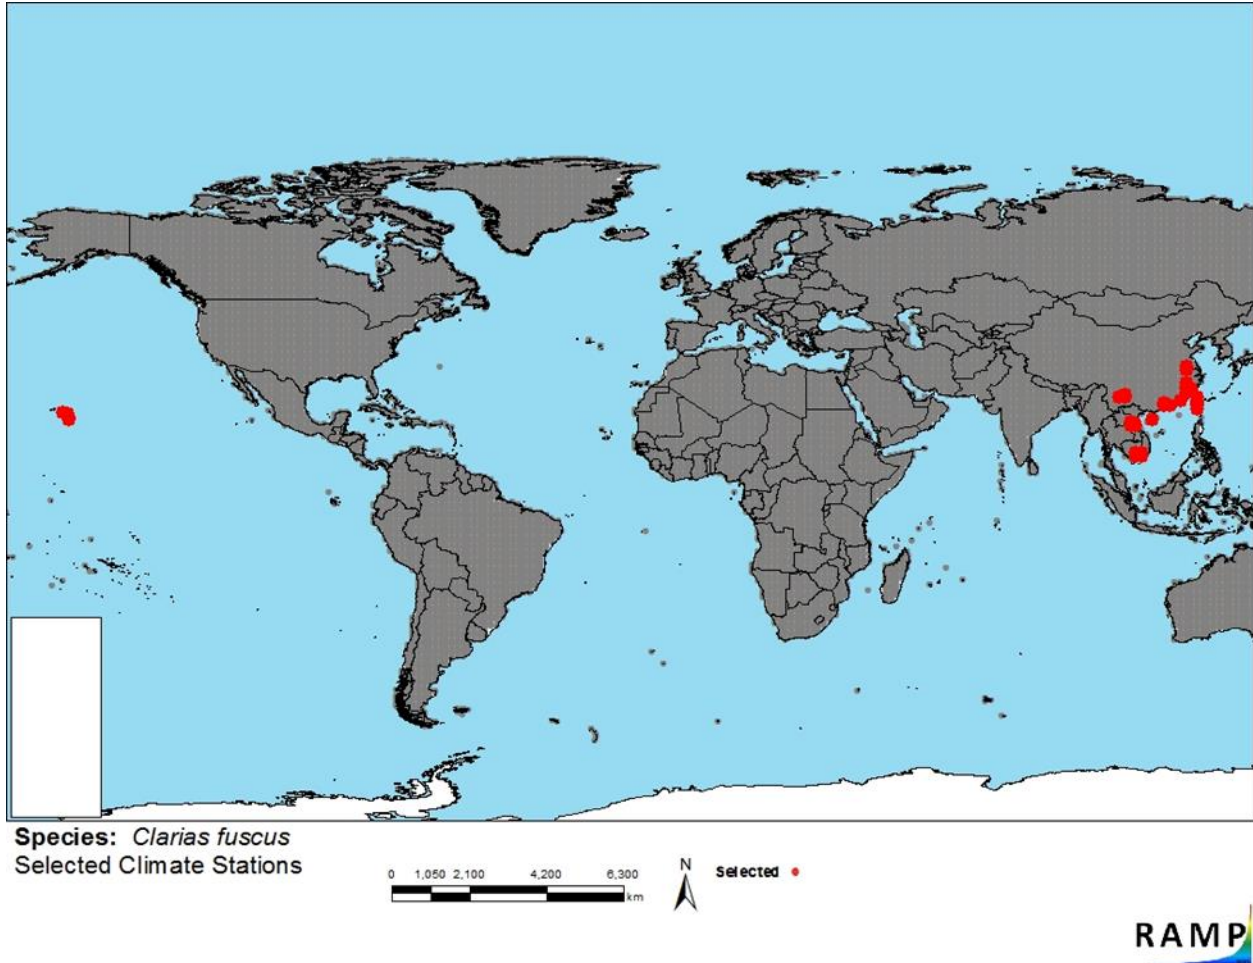 Species: Clarias fuscus
Selected Climate Stations
0 1,050 2,100 4,200 6,300
km
N
Selected
RAMP